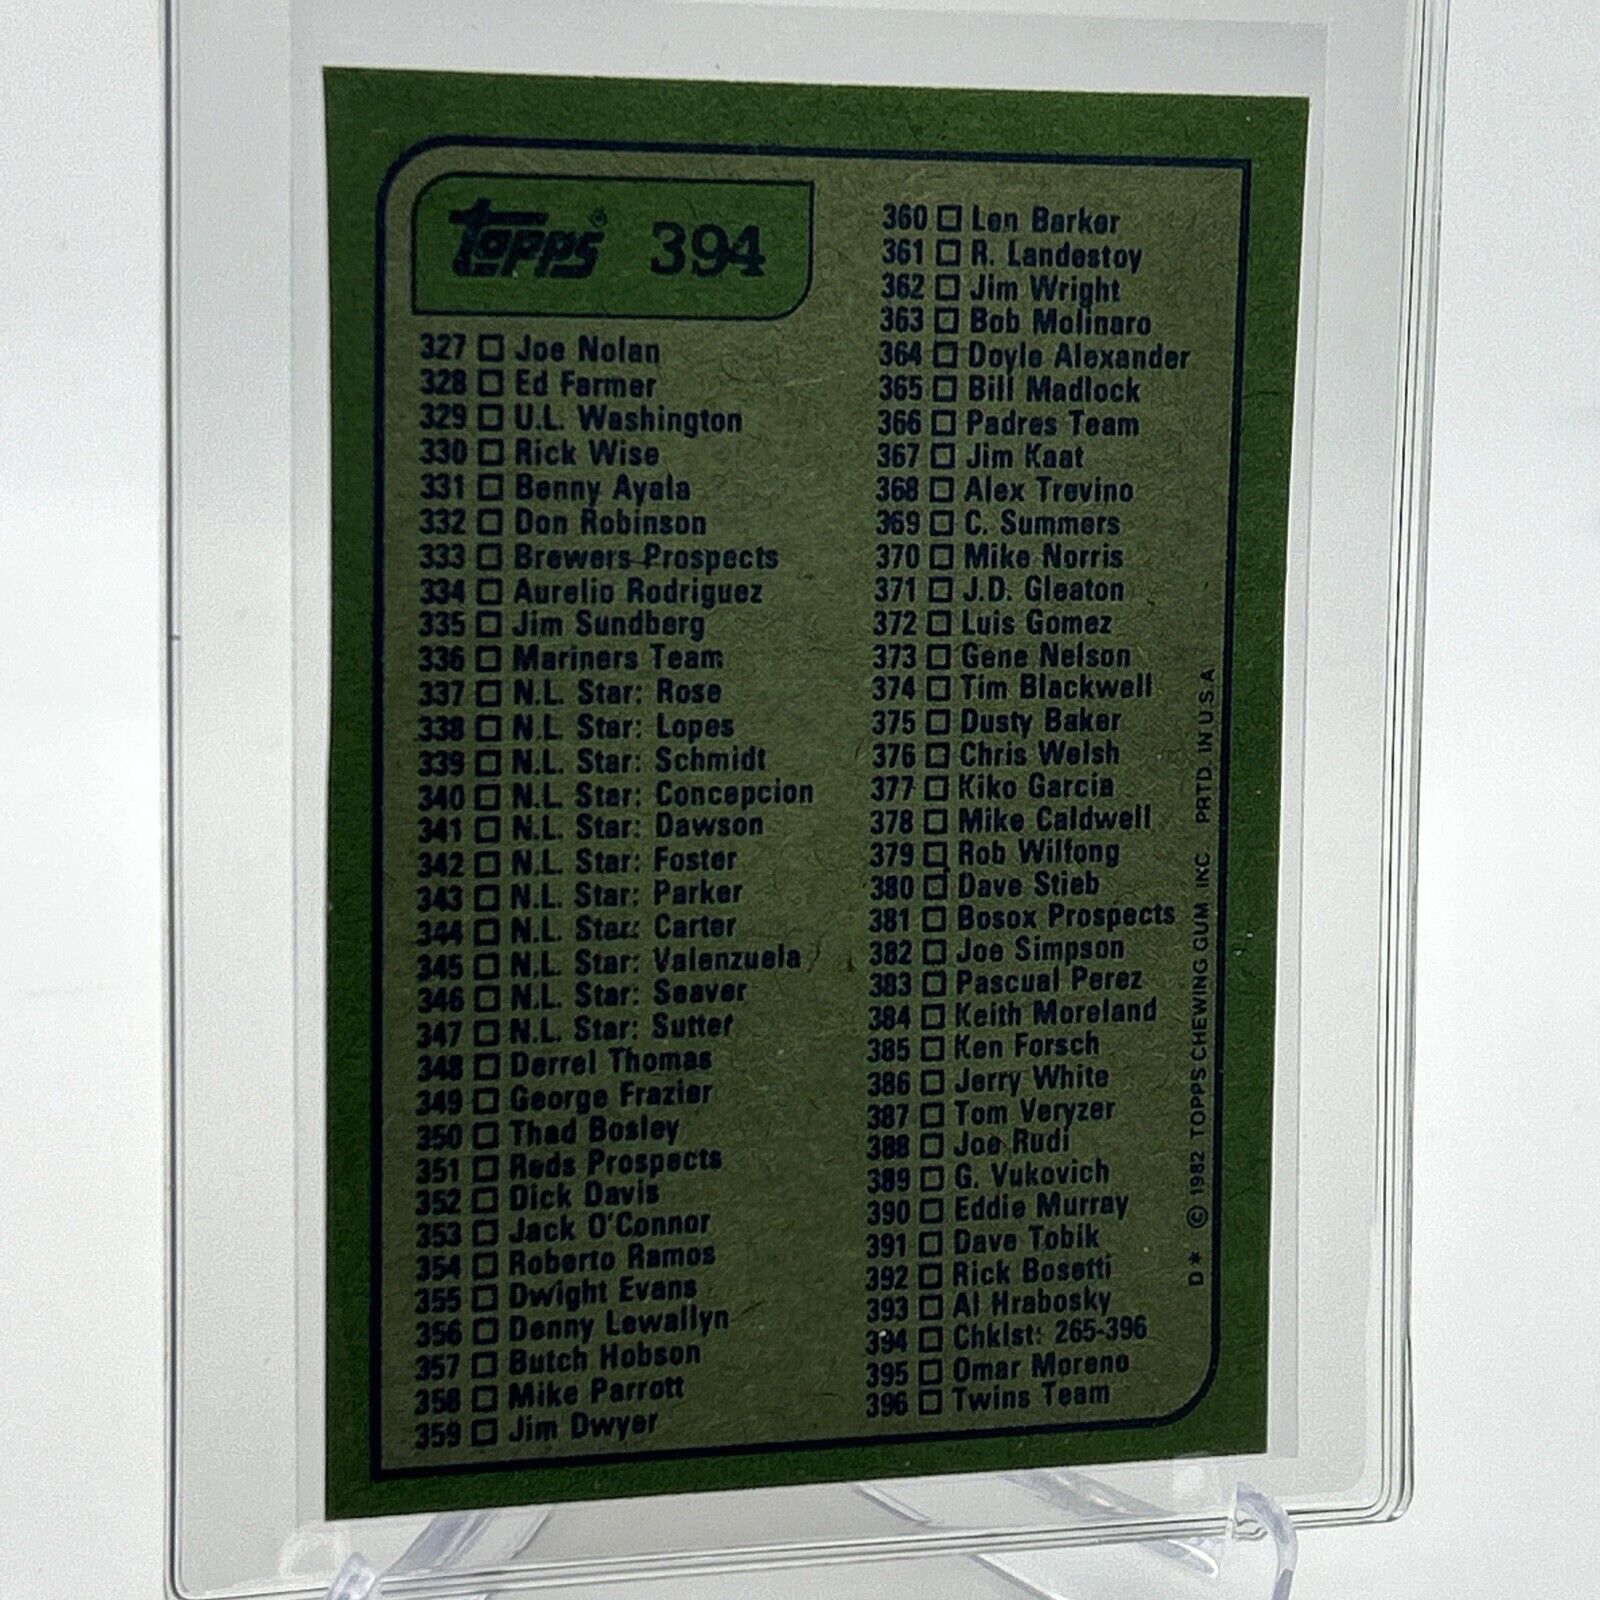 Topps® 394
327 Joe Nolan
328 Ed Farmer
329 U.L. Washington
330 Rick Wise
331 Benny Ayala
332 Don Robinson
333 Brewers Prospects
334 Aurelio Rodriguez
335 Jim Sundberg
336 Mariners Team
337 N.L. Star: Rose
338 N.L. Star: Lopes
339 N.L. Star: Schmidt
340 N.L. Star: Concepcion
341 N.L. Star: Dawson
342 N.L. Star: Foster
343 N.L. Star: Parker
344 N.L. Star: Carter
345 N.L. Star: Valenzuela
346 N.L. Star: Seaver
347 N.L. Star: Sutter
348 Derrel Thomas
349 George Frazier
350 Thad Bosley
351 Reds Prospects
352 Dick Davis
353 Jack O'Connor
354 Roberto Ramos
355 Dwight Evans
356 Denny Lewallyn
357 Butch Hobson
358 Mike Parrott
359 Jim Dwyer
360 Len Barker
361 R. Landestoy
362 Jim Wright
363 Bob Molinaro
364 Doyle Alexander
365 Bill Madlock
366 Padres Team
367 Jim Kaat
368 Alex Trevino
369 C. Summers
370 Mike Norris
371 J.D. Gleaton
372 Luis Gomez
373 Gene Nelson
374 Tim Blackwell
375 Dusty Baker
376 Chris Welsh
377 Kiko Garcia
378 Mike Caldwell
379 Rob Wilfong
380 Dave Stieb
381 Bosox Prospects
382 Joe Simpson
383 Pascual Perez
384 Keith Moreland
385 Ken Forsch
386 Jerry White
387 Tom Veryzer
388 Joe Rudi
389 G. Vukovich
390 Eddie Murray
391 Dave Tobik
392 Rick Bosetti
393 Al Hrabosky
394 Chklst: 265-396
395 Omar Moreno
396 Twins Team
D* © 1982 TOPPS CHEWING GUM INC PRTD. IN U.S.A